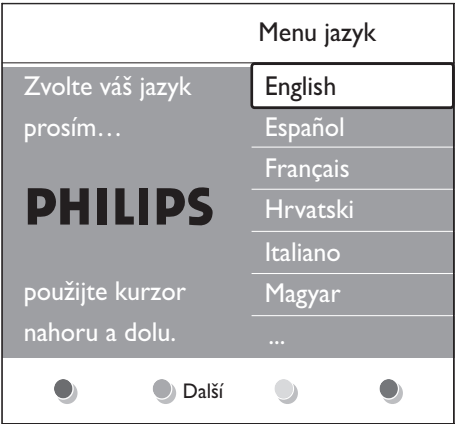 Menu jazyk
Zvolte váš jazyk
prosím…
PHILIPS
použijte kurzor
nahoru a dolu.
English
Español
Français
Hrvatski
Italiano
Magyar
...
Další